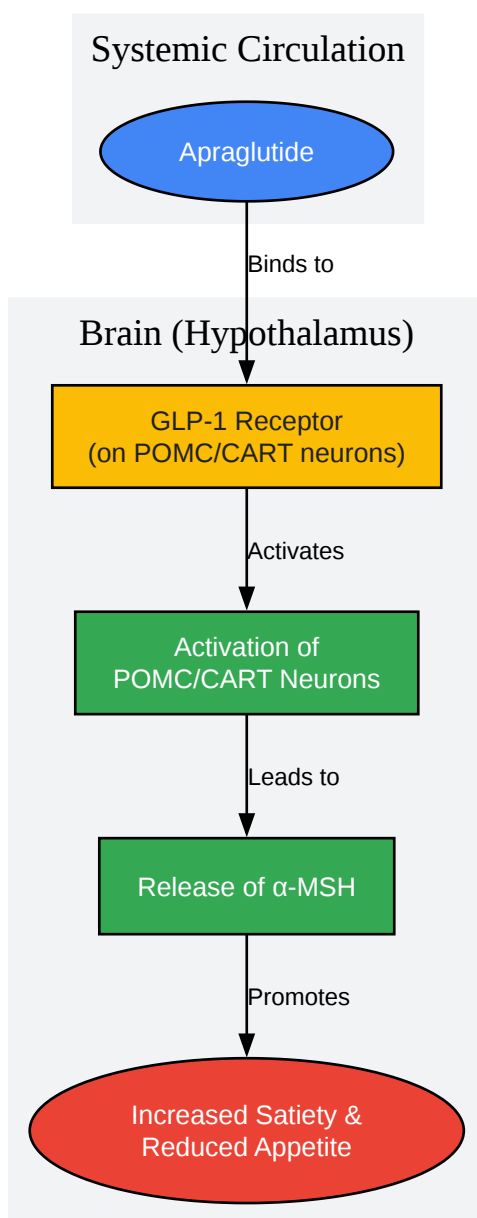 Systemic Circulation
Apraglutide
Binds to
Brain (Hypothalamus)
GLP-1 Receptor
(on POMC/CART neurons)
Activates
Activation of
POMC/CART Neurons
Leads to
Release of α-MSH
Promotes
Increased Satiety &
Reduced Appetite